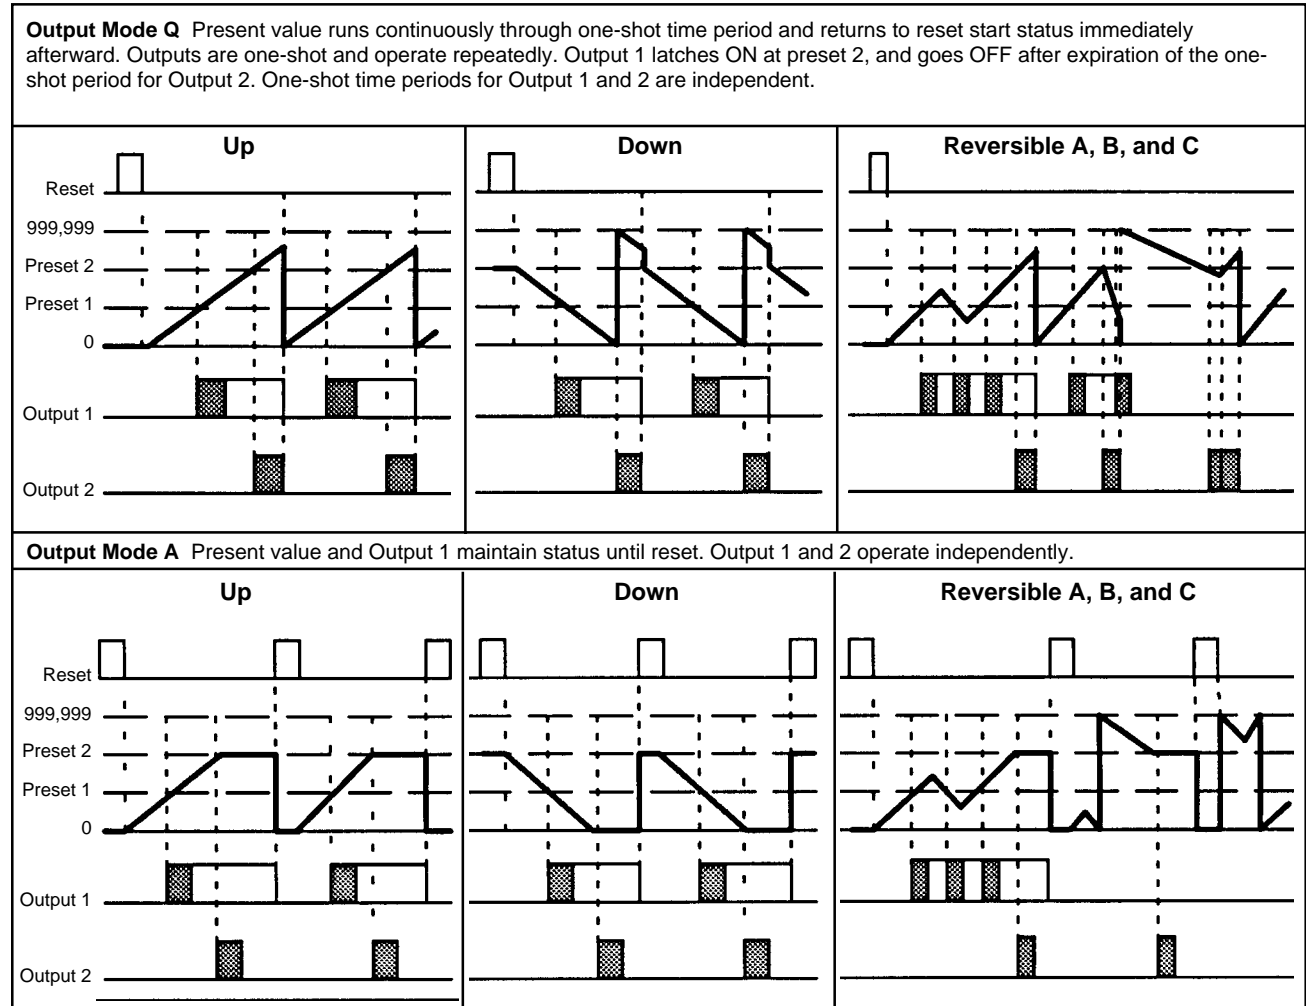 Output Mode Q Present value runs continuously through one-shot time period and returns to reset start status immediately
afterward. Outputs are one-shot and operate repeatedly. Output 1 latches ON at preset 2, and goes OFF after expiration of the one-
shot period for Output 2. One-shot time periods for Output 1 and 2 are independent.
Up
Down
Reversible A, B, and C
Reset
999,999
Preset 2
Preset 1
0
Output 1
Output 2
Output Mode A Present value and Output 1 maintain status until reset. Output 1 and 2 operate independently.
Up
Down
Reversible A, B, and C
Reset
999,999
Preset 2
Preset 1
0
Output 1
Output 2